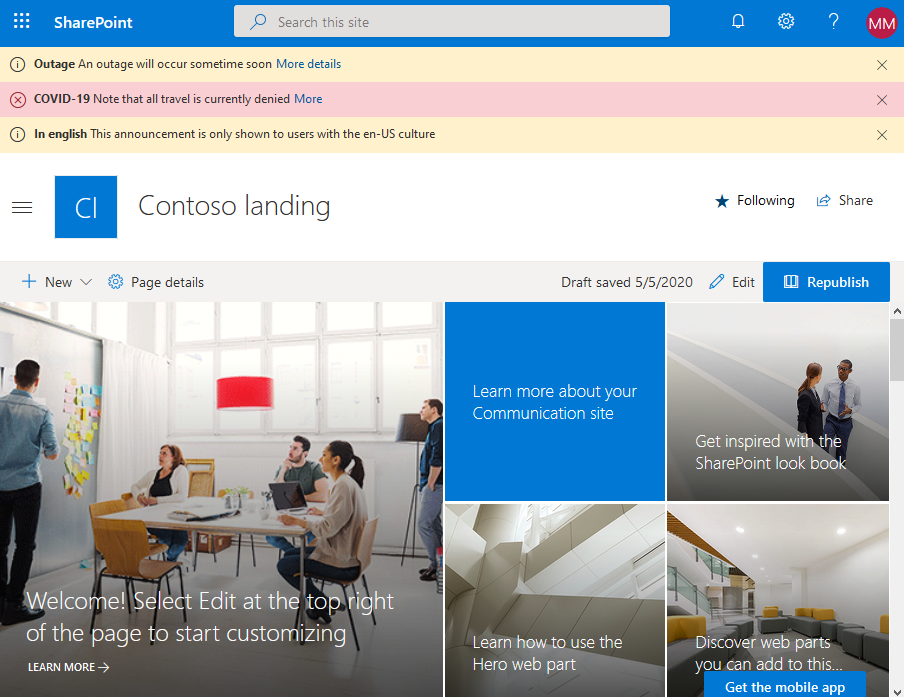 SharePoint
Search this site
?
MM
Outage An outage will occur sometime soon More details
COVID-19 Note that all travel is currently denied More
In english This announcement is only shown to users with the en-US culture
Cl
Contoso landing
Following
Share
New
Page details
Draft saved 5/5/2020
Edit
Republish
Welcome! Select Edit at the top right
of the page to start customizing
LEARN MORE
Learn more about your
Communication site
Get inspired with the
SharePoint look book
Learn how to use the
Hero web part
Discover web parts
you can add to this...
Get the mobile app